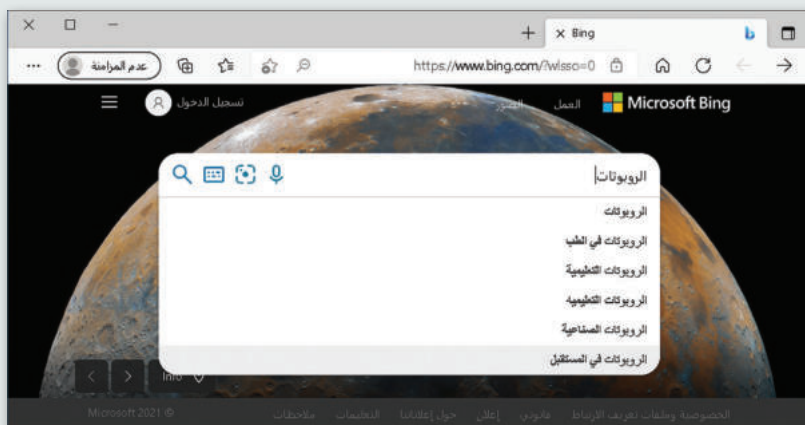 Bing
عدم المزامنة
https://www.bing.com/?wlsso=0
Microsoft Bing
العمل
الصور
تسجيل الدخول
الروبوتات
الروبوتات
الروبوتات في الطب
الروبوتات التعليمية
الروبوتات التعليميه
الروبوتات الصناعية
الروبوتات في المستقبل
Info
الخصوصية وملفات تعريف الارتباط قانوني إعلان حول إعلاناتنا التعليمات ملاحظات © Microsoft 2021